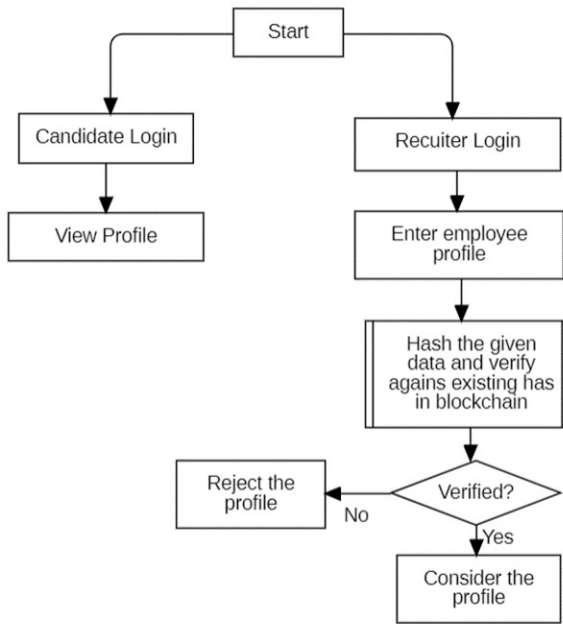 Start
Candidate Login
Recuiter Login
View Profile
Enter employee
profile
Hash the given
data and verify
agains existing has
in blockchain
Reject the
profile
Verified?
No
Yes
Consider the
profile